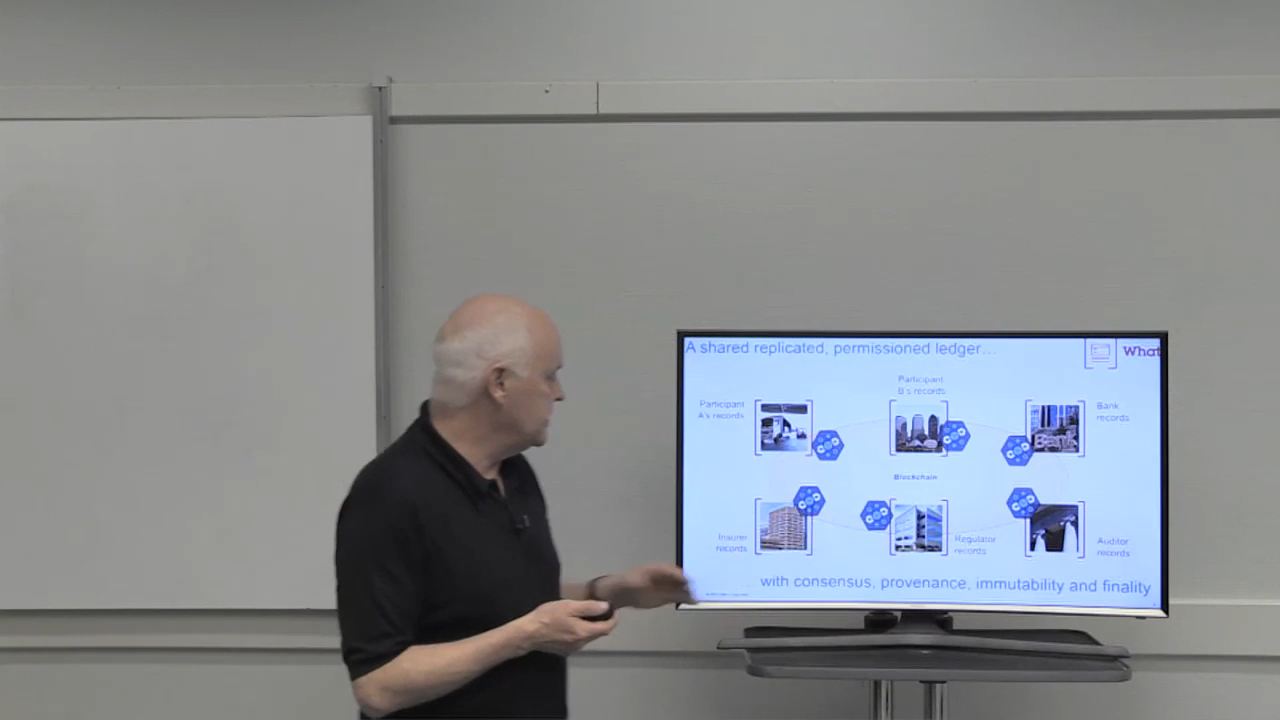 A shared replicated, permissioned ledger…
What
Participant
B's records
Participant
A's records
Bank
records
Bank
Blockchain
Insurer
records
Regulator
records
Auditor
records
with consensus, provenance, immutability and finality